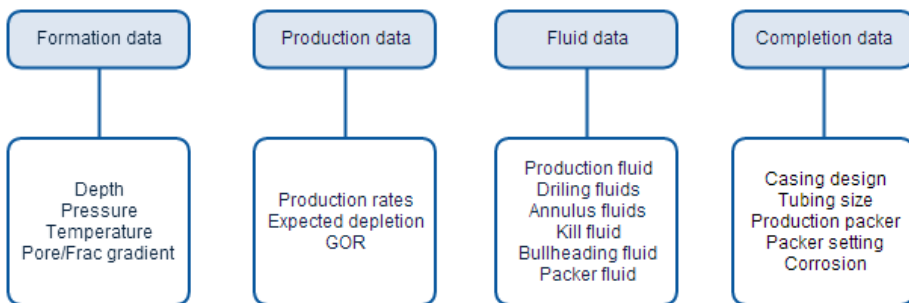 Formation data
Production data
Fluid data
Completion data
Depth
Pressure
Temperature
Pore/Frac gradient
Production rates
Expected depletion
GOR
Production fluid
Driling fluids
Annulus fluids
Kill fluid
Bullheading fluid
Packer fluid
Casing design
Tubing size
Production packer
Packer setting
Corrosion